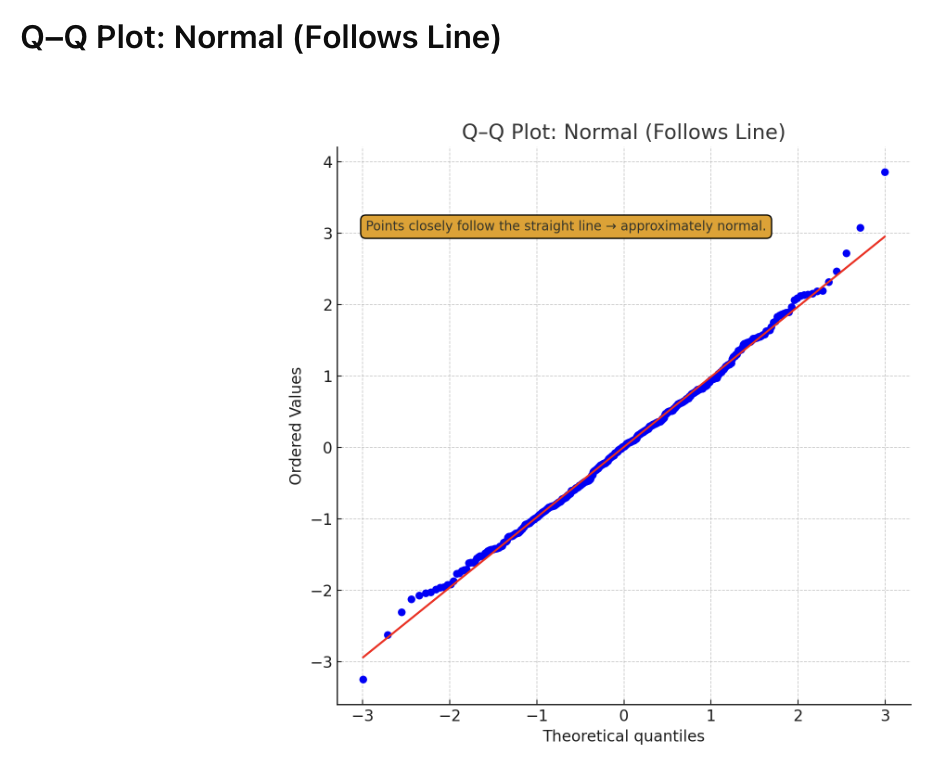 Q–Q Plot: Normal (Follows Line)
Q–Q Plot: Normal (Follows Line)
Points closely follow the straight line → approximately normal.
Ordered Values
4
3
2
1
0
−1
−2
−3
−3 −2 −1 0 1 2 3
Theoretical quantiles